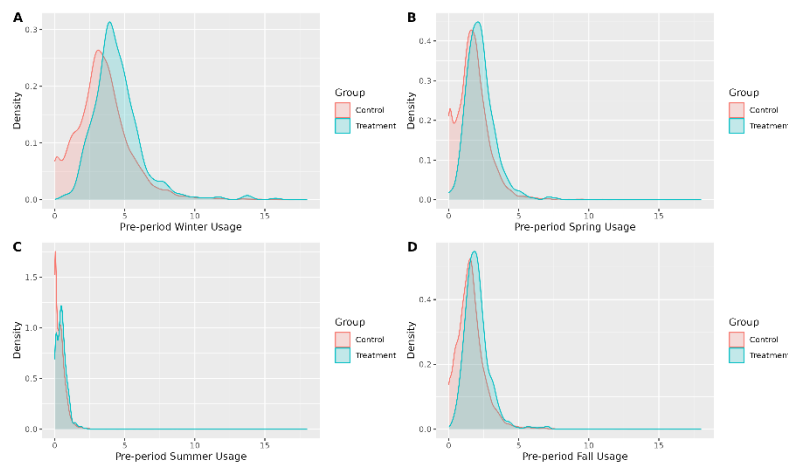 A
0.3
0.2
0.1
0.0
Density
0 5 10 15
Pre-period Winter Usage
Group
Control
Treatment
B
0.4
0.3
0.2
0.1
0.0
Density
0 5 10 15
Pre-period Spring Usage
Group
Control
Treatment
C
1.5
1.0
0.5
0.0
Density
0 5 10 15
Pre-period Summer Usage
Group
Control
Treatment
D
0.4
0.2
0.0
Density
0 5 10 15
Pre-period Fall Usage
Group
Control
Treatment